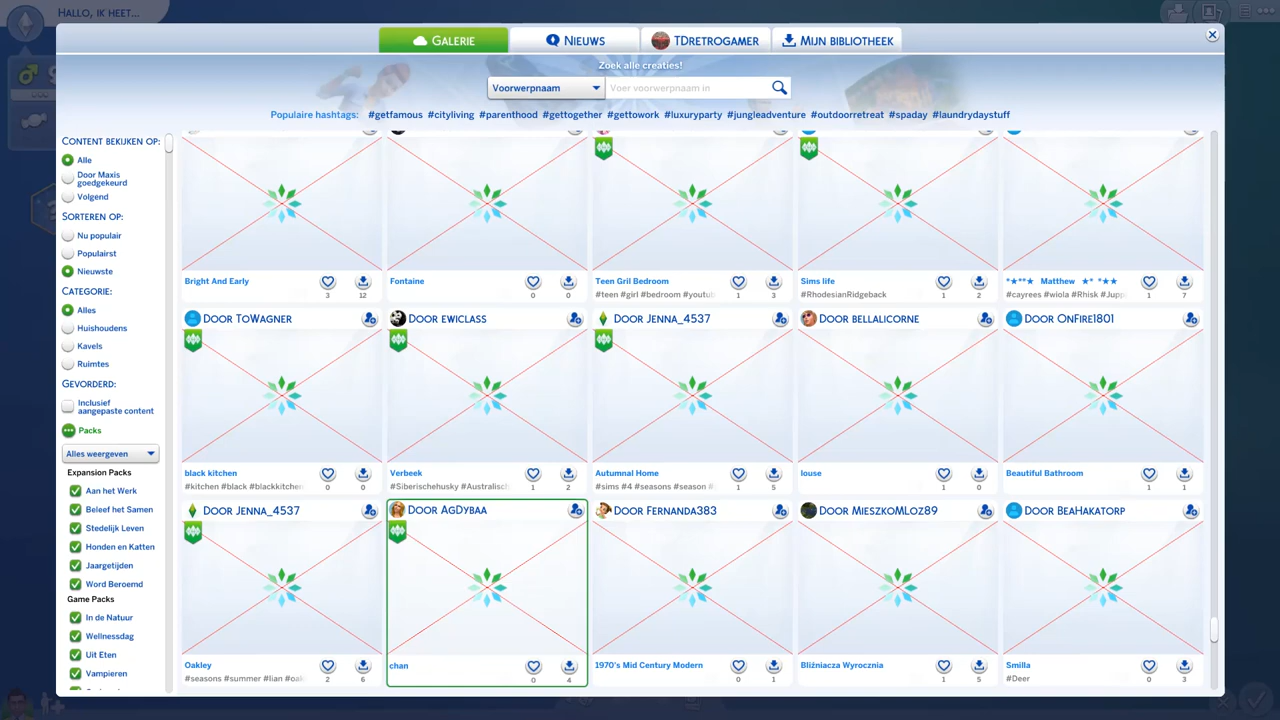 HALLO, IK HEET...
GALERIE
NIEUWS
TDRETROGAMER
MIJN BIBLIOTHEEK
Zoek alle creaties!
Voorwerpnaam
Voer voorwerpnaam in
Populaire hashtags: #getfamous #cityliving #parenthood #gettogether #gettowork #luxuryparty #jungleadventure #outdoorretreat #spaday #laundrydaystuff
CONTENT BEKIJKEN OP:
Alle
Door Maxis
goedgekeurd
Volgend
SORTEREN OP:
Nu populair
Populairst
Nieuwste
CATEGORIE:
Alles
Huishoudens
Kavels
Ruimtes
GEVORDERD:
Inclusief
aangepaste content
Packs
Alles weergeven
Expansion Packs
Aan het Werk
Beleef het Samen
Stedelijk Leven
Honden en Katten
Jaargetijden
Word Beroemd
Game Packs
In de Natuur
Wellnessdag
Uit Eten
Vampieren
Bright And Early
3
12
Fontaine
0
0
Teen Gril Bedroom
#teen #girl #bedroom #youtub
1
3
Sims life
#RhodesianRidgeback
1
2
*★**★ Matthew ★* *★★
#cayrees #wiola #Rhisk #Jupp
1
7
DOOR TOWAGNER
black kitchen
#kitchen #black #blackkitchen
0
0
DOOR EWICLASS
Verbeek
#Siberischehusky #Australisch
1
2
DOOR JENNA_4537
Autumnal Home
#sims #4 #seasons #season #
1
5
DOOR BELLALICORNE
louse
1
0
DOOR ONFIRE1801
Beautiful Bathroom
1
1
DOOR JENNA_4537
Oakley
#seasons #summer #lian #oak
2
6
DOOR AGDYBAA
chan
0
4
DOOR FERNANDA383
1970's Mid Century Modern
0
1
DOOR MIESZKOMLOZ89
Bliźniacza Wyrocznia
1
5
DOOR BEAHAKATORP
Smilla
#Deer
0
3